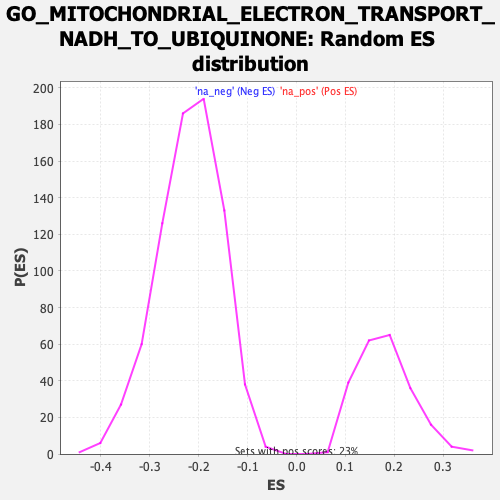 GO_MITOCHONDRIAL_ELECTRON_TRANSPORT_
NADH_TO_UBIQUINONE: Random ES
distribution
'na_neg' (Neg ES) 'na_pos' (Pos ES)
200
180
160
140
120
100
80
60
40
20
0
P(ES)
Sets with pos scores: 23%
-0.4 -0.3 -0.2 -0.1 0.0 0.1 0.2 0.3
ES